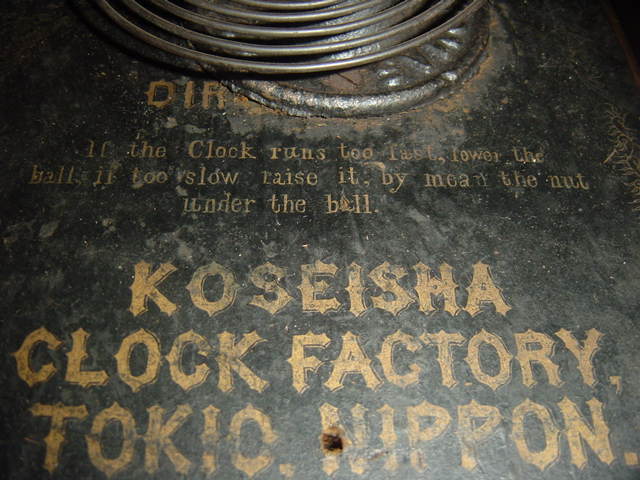 If the Clock runs too fast, lower the
ball, if too slow raise it, by mean the nut
under the ball.
KOSEISHA
CLOCK FACTORY,
TOKIO. NIPPON.